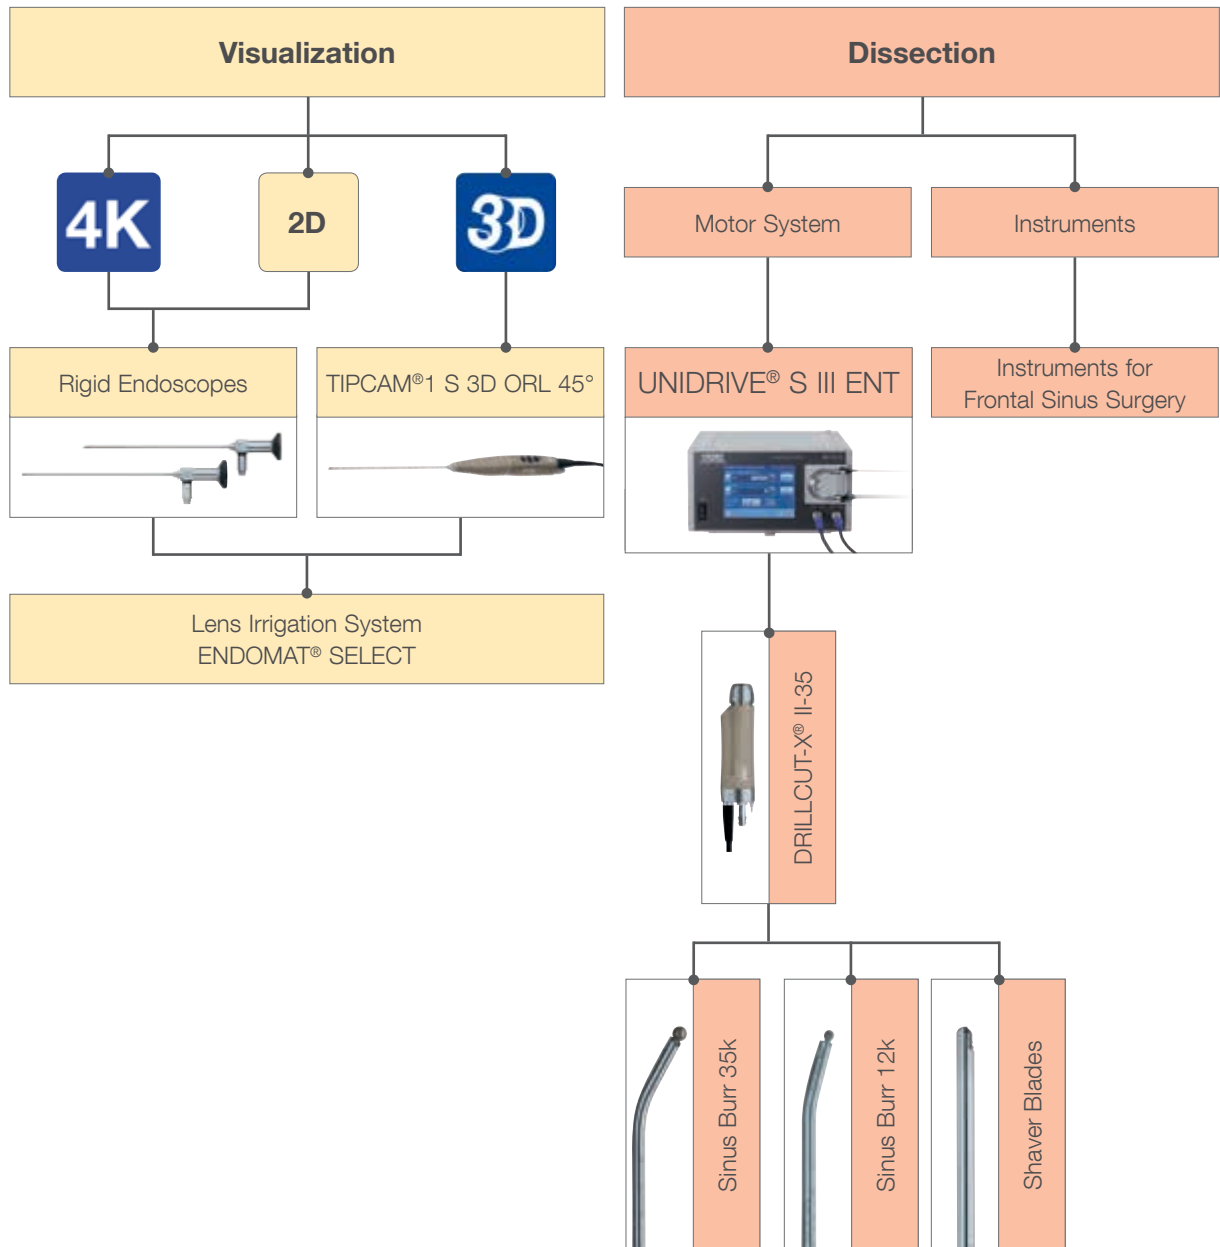 Visualization
Dissection
4K
2D
3D
Motor System
Instruments
Rigid Endoscopes
TIPCAM®1 S 3D ORL 45°
UNIDRIVE® S III ENT
Instruments for
Frontal Sinus Surgery
Lens Irrigation System
ENDOMAT® SELECT
DRILLCUT-X® II-35
Sinus Burr 35k
Sinus Burr 12k
Shaver Blades